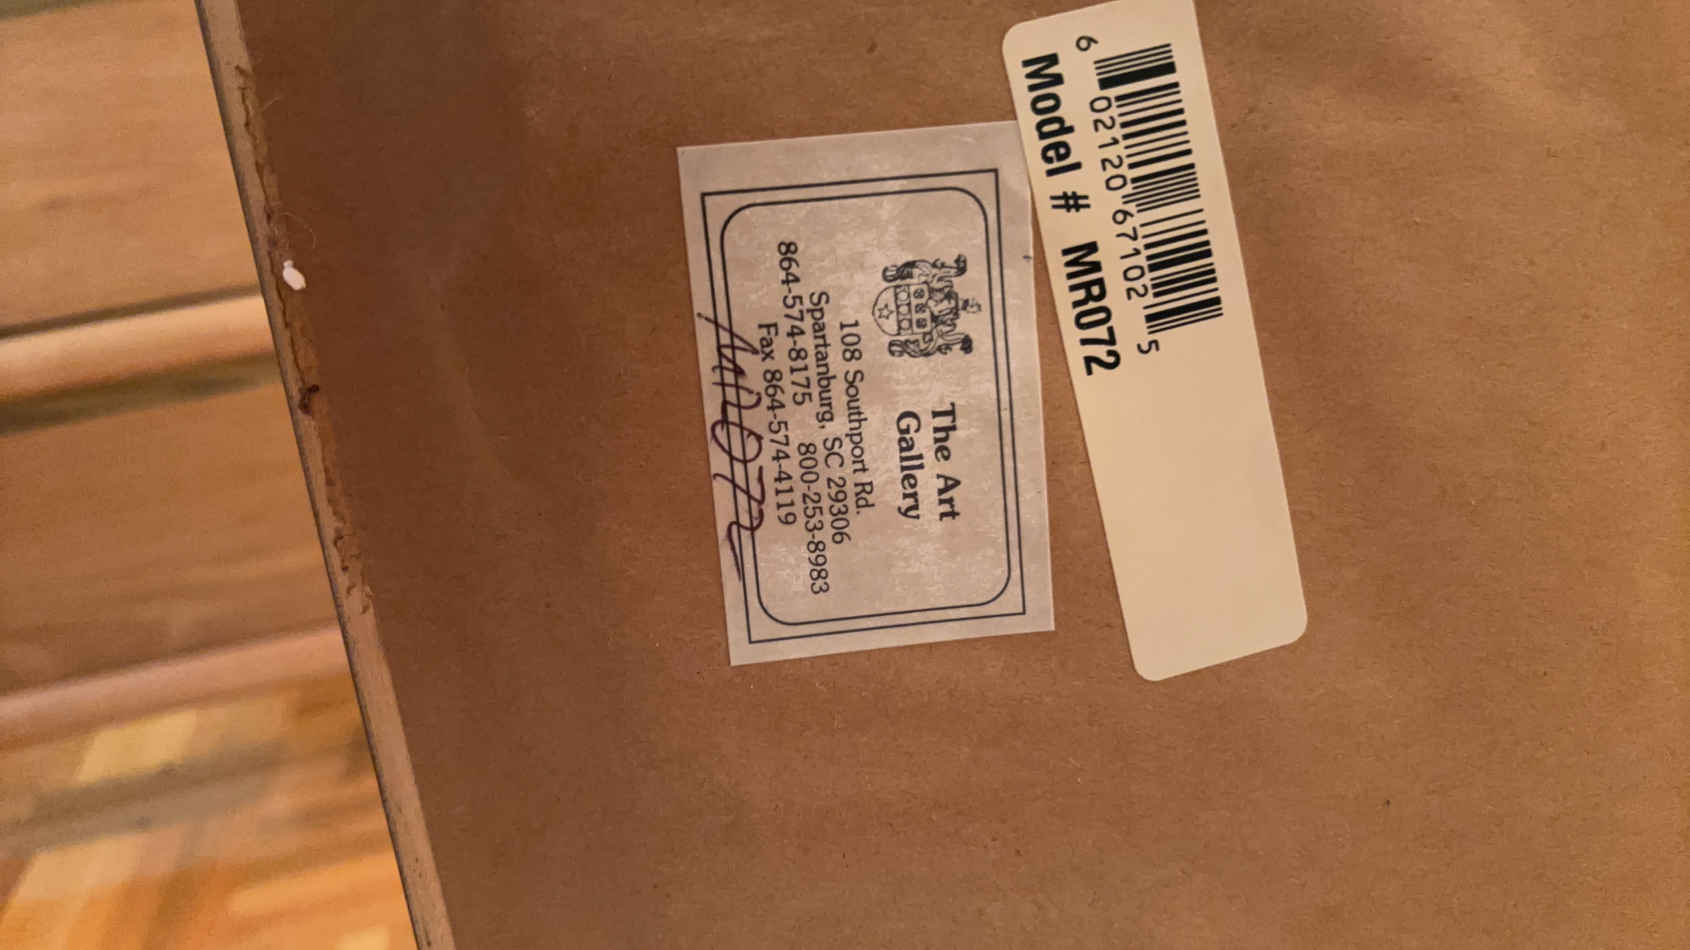 6 02120 67102 5
Model # MR072
The Art
Gallery
108 Southport Rd.
Spartanburg, SC 29306
864-574-8175 800-253-8983
Fax 864-574-4119
MR072